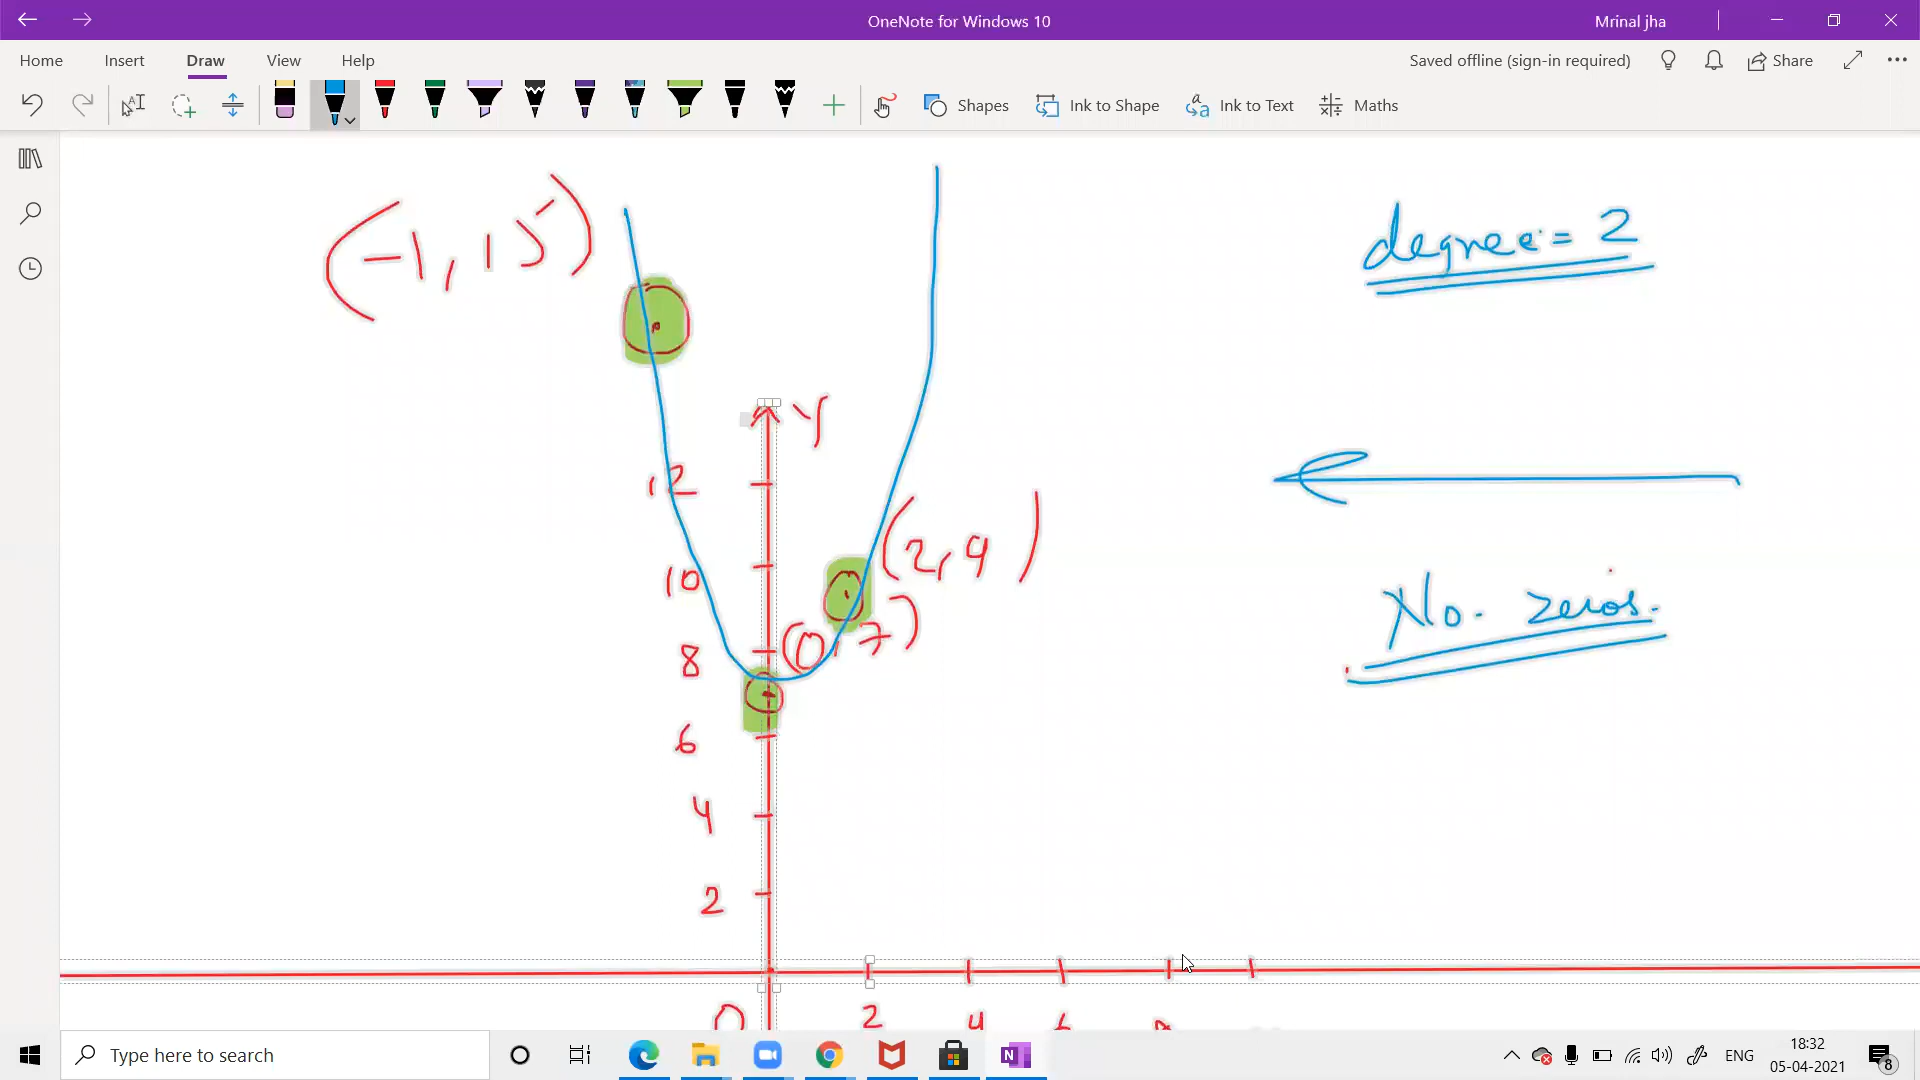 OneNote for Windows 10
Mrinal jha
Home Insert Draw View Help
Saved offline (sign-in required)
Share
Shapes
Ink to Shape
Ink to Text
Maths
(-1, 15)
degree = 2
Y
12
(2, 9)
10
(0, 7)
No. zeros.
8
6
4
2
0 2 4 6 8
Type here to search
ENG
18:32
05-04-2021
8